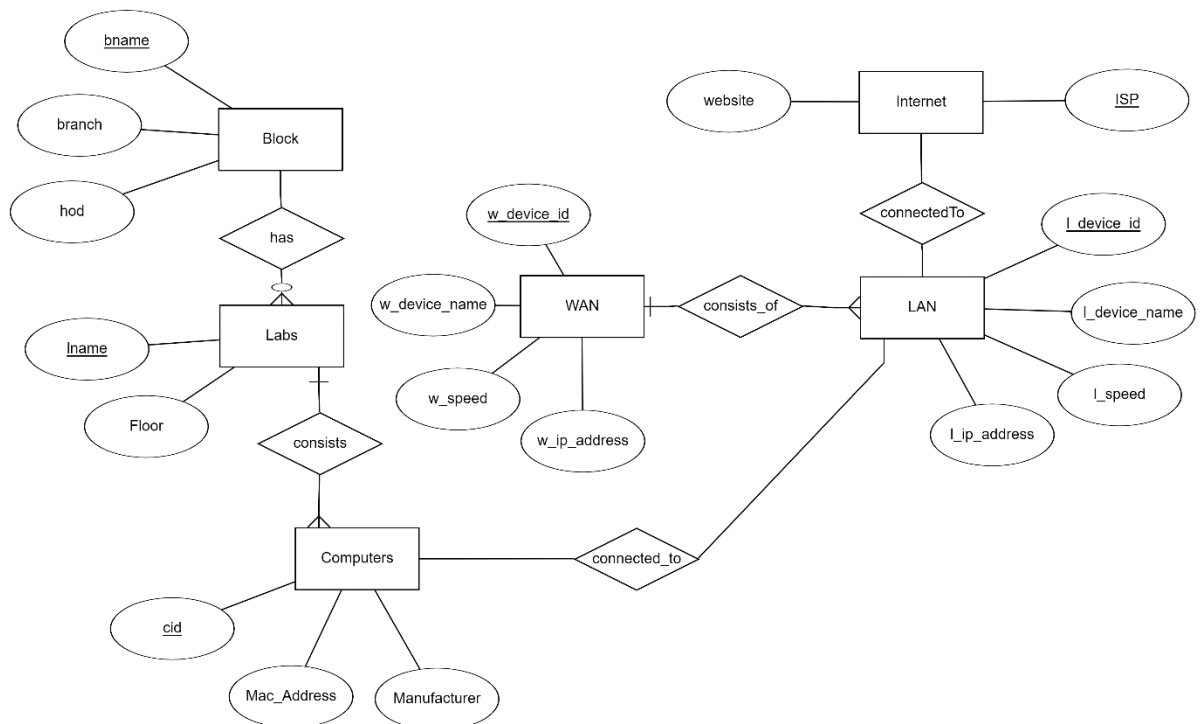 bname
website
Internet
ISP
branch
Block
hod
w_device_id
connectedTo
l_device_id
has
w_device_name
WAN
consists_of
LAN
l_device_name
lname
Labs
w_speed
l_speed
Floor
consists
w_ip_address
l_ip_address
Computers
connected_to
cid
Mac_Address
Manufacturer